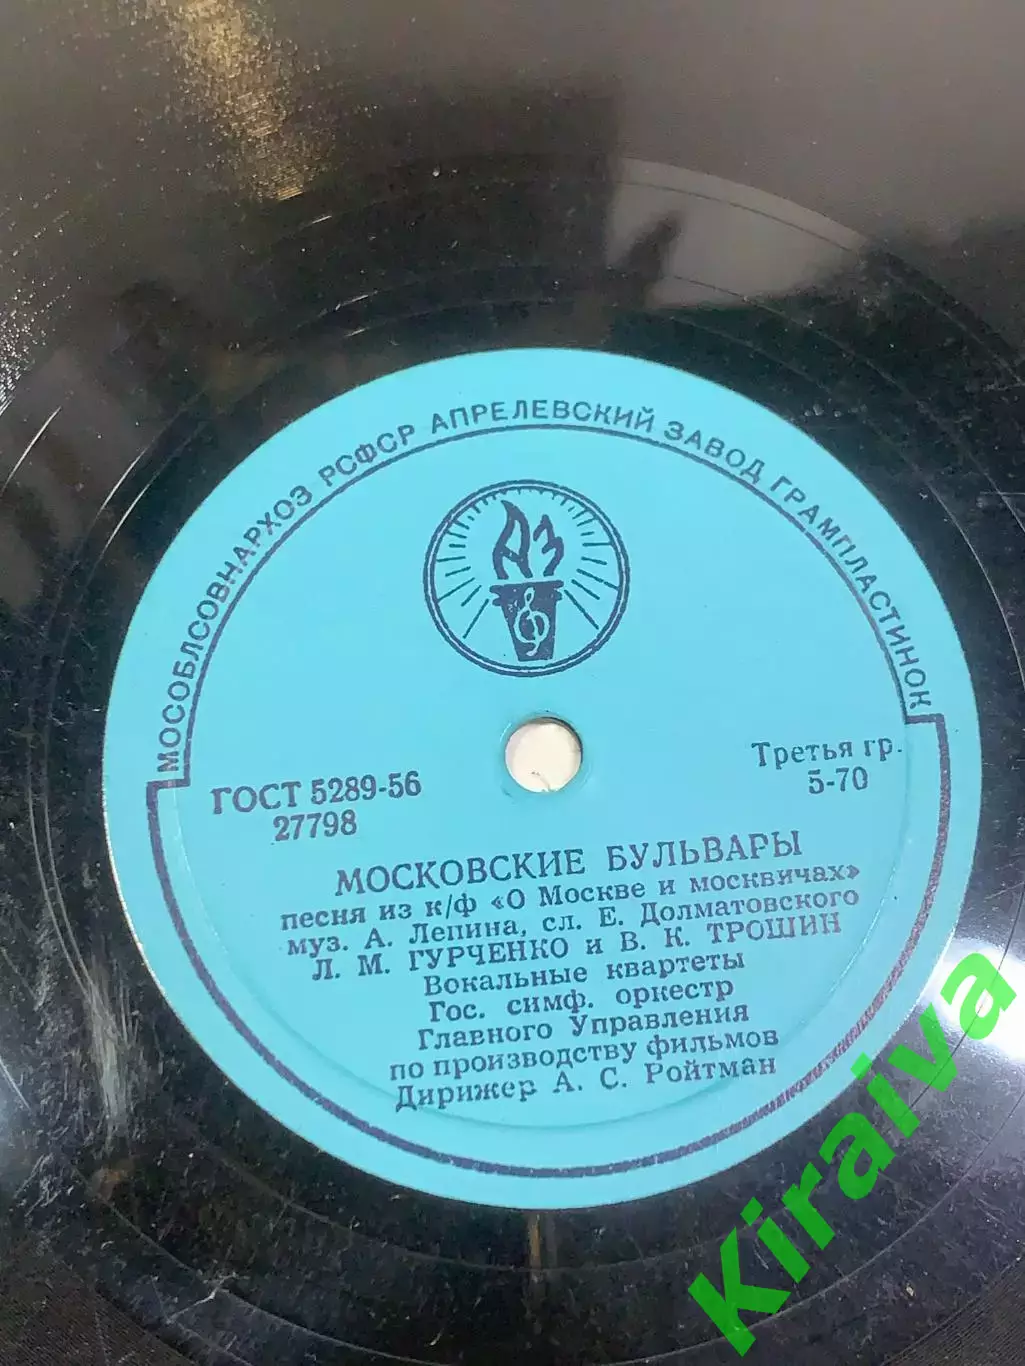 МОСОБЛСОВНАРХОЗ РСФСР АПРЕЛЕВСКИЙ ЗАВОД ГРАМПЛАСТИНОК
АЗ
ГОСТ 5289-56
27798
Третья гр.
5-70
МОСКОВСКИЕ БУЛЬВАРЫ
песня из к/ф «О Москве и москвичах»
муз. А. Лепина, сл. Е. Долматовского
Л. М. ГУРЧЕНКО и В. К. ТРОШИН
Вокальные квартеты
Гос. симф. оркестр
Главного Управления
по производству фильмов
Дирижер А. С. Ройтман
Kiraiva